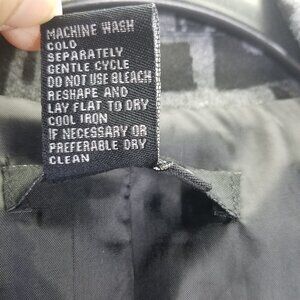 MACHINE WASH
COLD
SEPARATELY
GENTLE CYCLE
DO NOT USE BLEACH
RESHAPE AND
LAY FLAT TO DRY
COOL IRON
IF NECESSARY OR
PREFERABLE DRY
CLEAN